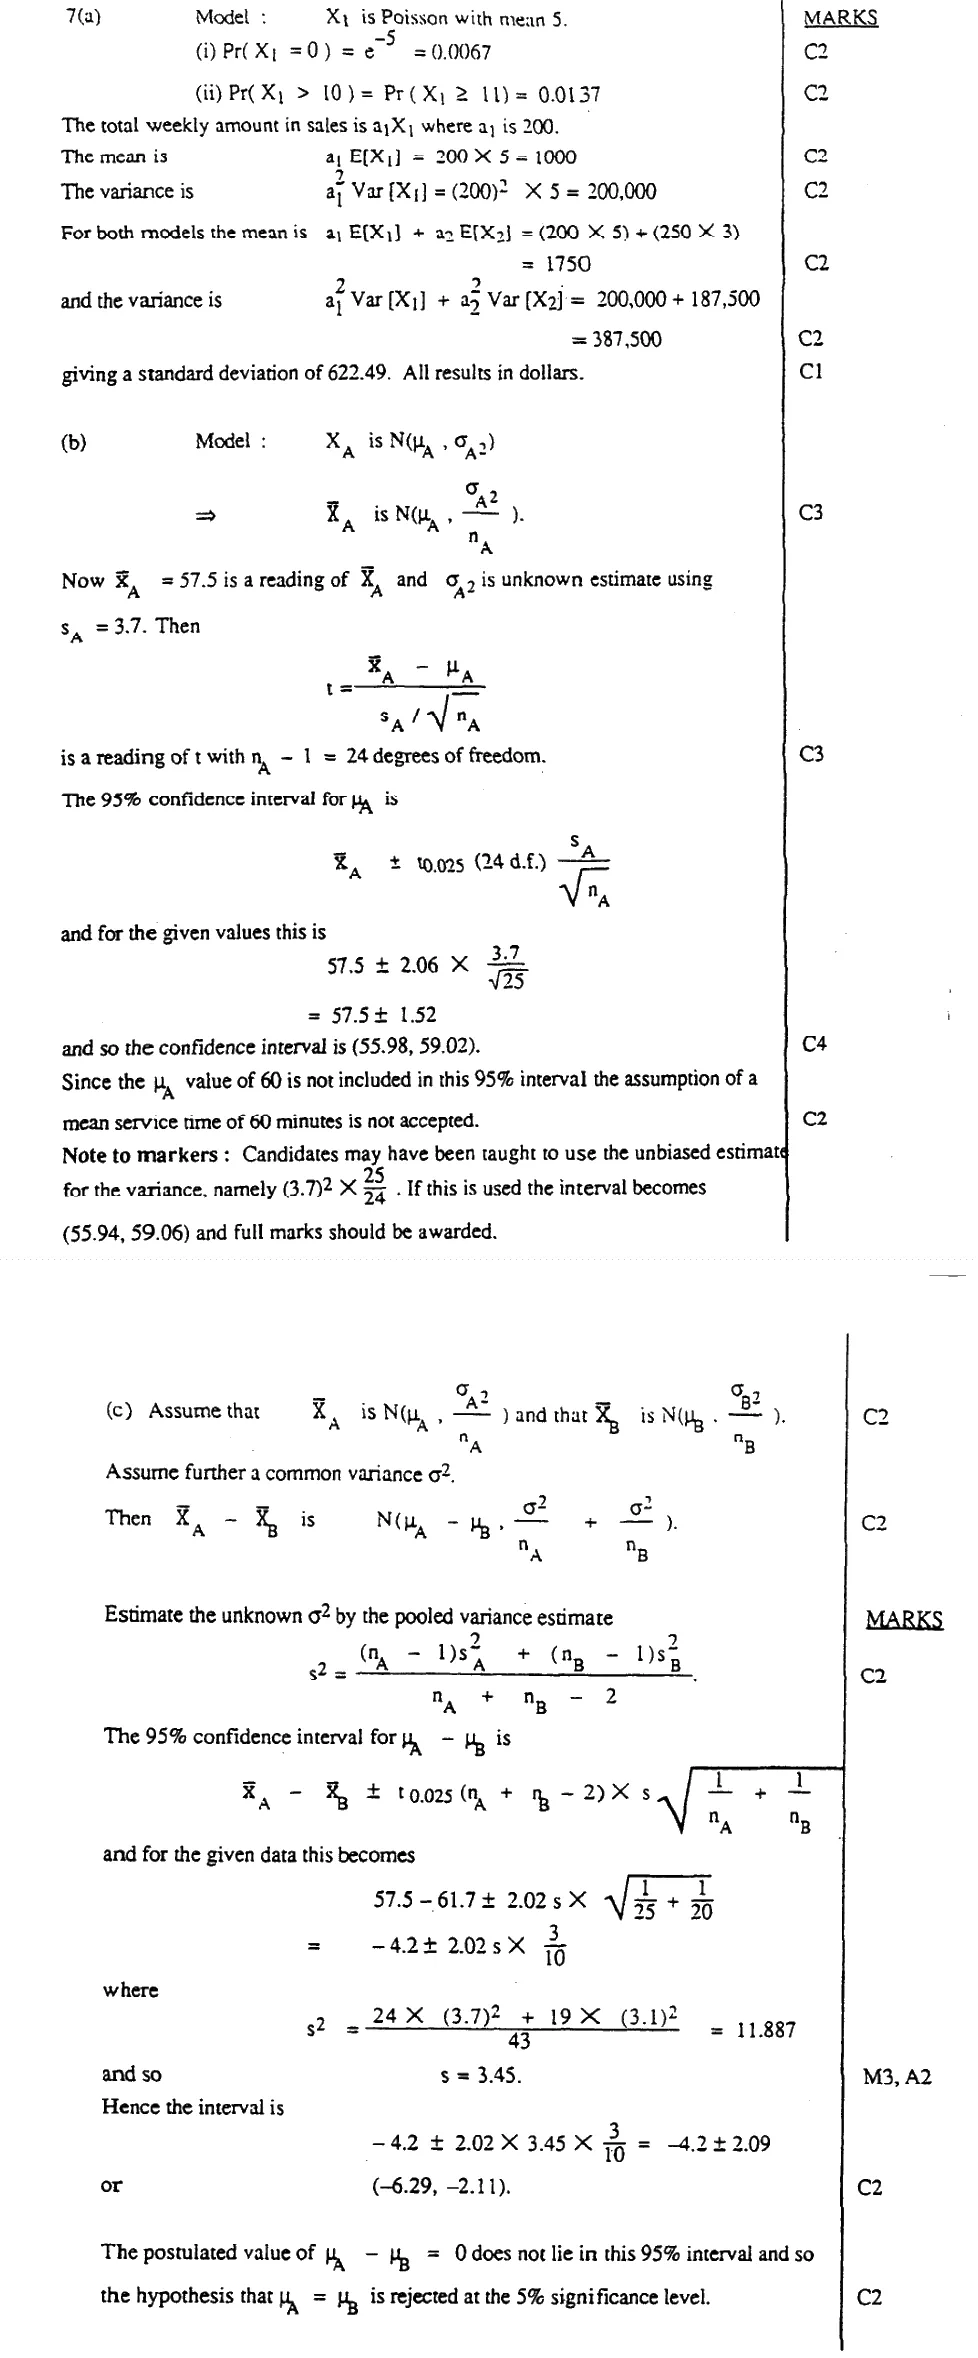 7(a) Model : X₁ is Poisson with mean 5. MARKS
(i) Pr( X₁ = 0 ) = e⁻⁵ = 0.0067 C2
(ii) Pr( X₁ > 10 ) = Pr ( X₁ ≥ 11) = 0.0137 C2
The total weekly amount in sales is a₁X₁ where a₁ is 200.
The mean is a₁ E[X₁] = 200 × 5 = 1000 C2
The variance is a₁² Var [X₁] = (200)² × 5 = 200,000 C2
For both models the mean is a₁ E[X₁] + a₂ E[X₂] = (200 × 5) + (250 × 3)
= 1750 C2
and the variance is a₁² Var [X₁] + a₂² Var [X₂] = 200,000 + 187,500
= 387,500 C2
giving a standard deviation of 622.49. All results in dollars. C1
(b) Model : X_A is N(μ_A , σ_A²)
⇒ X̄_A is N(μ_A , σ_A² / n_A ). C3
Now x̄_A = 57.5 is a reading of X̄_A and σ_A² is unknown estimate using
s_A = 3.7. Then
t = (x̄_A – μ_A) / (s_A / √n_A)
is a reading of t with n_A – 1 = 24 degrees of freedom. C3
The 95% confidence interval for μ_A is
x̄_A ± t₀.₀₂₅ (24 d.f.) s_A / √n_A
and for the given values this is
57.5 ± 2.06 × 3.7 / √25
= 57.5 ± 1.52
and so the confidence interval is (55.98, 59.02). C4
Since the μ_A value of 60 is not included in this 95% interval the assumption of a
mean service time of 60 minutes is not accepted. C2
Note to markers : Candidates may have been taught to use the unbiased estimate
for the variance, namely (3.7)² × 25/24 . If this is used the interval becomes
(55.94, 59.06) and full marks should be awarded.
(c) Assume that X̄_A is N(μ_A , σ_A² / n_A ) and that X̄_B is N(μ_B , σ_B² / n_B ). C2
Assume further a common variance σ².
Then X̄_A – X̄_B is N(μ_A – μ_B , σ² / n_A + σ² / n_B ). C2
Estimate the unknown σ² by the pooled variance estimate MARKS
s² = ((n_A – 1)s_A² + (n_B – 1)s_B²) / (n_A + n_B – 2). C2
The 95% confidence interval for μ_A – μ_B is
x̄_A – x̄_B ± t₀.₀₂₅ (n_A + n_B – 2) × s √(1/n_A + 1/n_B)
and for the given data this becomes
57.5 – 61.7 ± 2.02 s × √(1/25 + 1/20)
= – 4.2 ± 2.02 s × 3/10
where
s² = (24 × (3.7)² + 19 × (3.1)²) / 43 = 11.887
and so s = 3.45. M3, A2
Hence the interval is
– 4.2 ± 2.02 × 3.45 × 3/10 = –4.2 ± 2.09
or (–6.29, –2.11). C2
The postulated value of μ_A – μ_B = 0 does not lie in this 95% interval and so
the hypothesis that μ_A = μ_B is rejected at the 5% significance level. C2